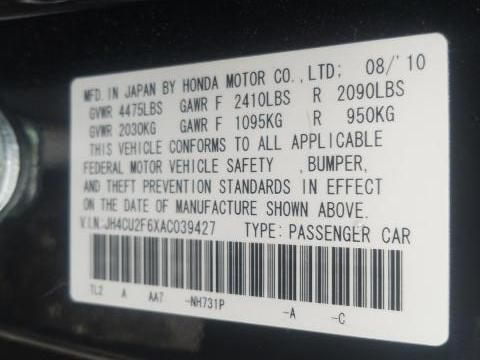 MFD. IN JAPAN BY HONDA MOTOR CO., LTD; 08/'10
GVWR 4475LBS GAWR F 2410LBS R 2090LBS
GVWR 2030KG GAWR F 1095KG R 950KG
THIS VEHICLE CONFORMS TO ALL APPLICABLE
FEDERAL MOTOR VEHICLE SAFETY , BUMPER,
AND THEFT PREVENTION STANDARDS IN EFFECT
ON THE DATE OF MANUFACTURE SHOWN ABOVE.
V.I.N:JH4CU2F6XAC039427 TYPE: PASSENGER CAR
TL2 A AA7 -NH731P -A -C